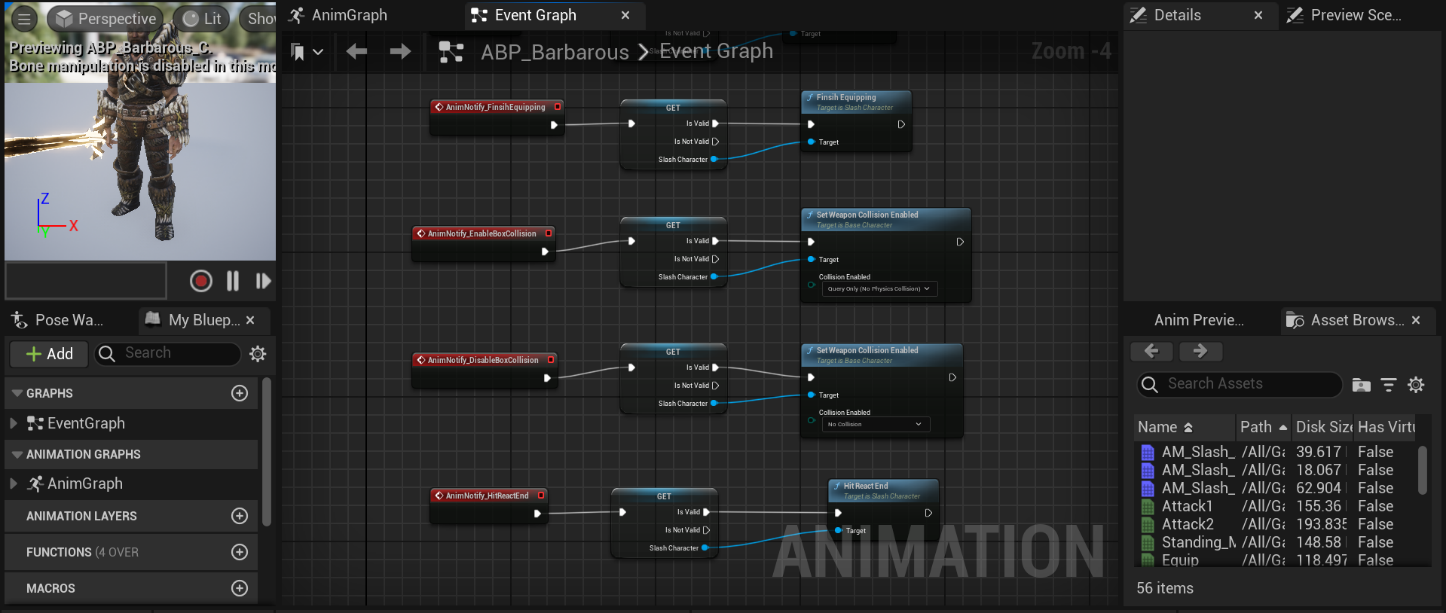 Perspective
Lit
Show
Previewing ABP_Barbarous_C.
Bone manipulation is disabled in this mo
Z
X
Y
Pose Wa...
My Bluep...
Add
Search
GRAPHS
EventGraph
ANIMATION GRAPHS
AnimGraph
ANIMATION LAYERS
FUNCTIONS (4 OVER
MACROS
AnimGraph
Event Graph
ABP_Barbarous > Event Graph
Zoom -4
Is Not Valid
Target
AnimNotify_FinsihEquipping
GET
Is Valid
Is Not Valid
Slash Character
Finsih Equipping
Target is Slash Character
Target
AnimNotify_EnableBoxCollision
GET
Is Valid
Is Not Valid
Slash Character
Set Weapon Collision Enabled
Target is Base Character
Target
Collision Enabled
Query Only (No Physics Collision)
AnimNotify_DisableBoxCollision
GET
Is Valid
Is Not Valid
Slash Character
Set Weapon Collision Enabled
Target is Base Character
Target
Collision Enabled
No Collision
AnimNotify_HitReactEnd
GET
Is Valid
Is Not Valid
Slash Character
Hit React End
Target is Slash Character
Target
ANIMATION
Details
Preview Sce...
Anim Previe...
Asset Brows...
Search Assets
Name Path Disk Size Has Virtu
AM_Slash_ /All/Ga 39.617 False
AM_Slash_ /All/Ga 18.067 False
AM_Slash_ /All/Ga 62.904 False
Attack1 /All/Ga 155.36 False
Attack2 /All/Ga 193.835 False
Standing_M /All/Ga 148.58 False
Equip /All/Ga 118.497 False
56 items